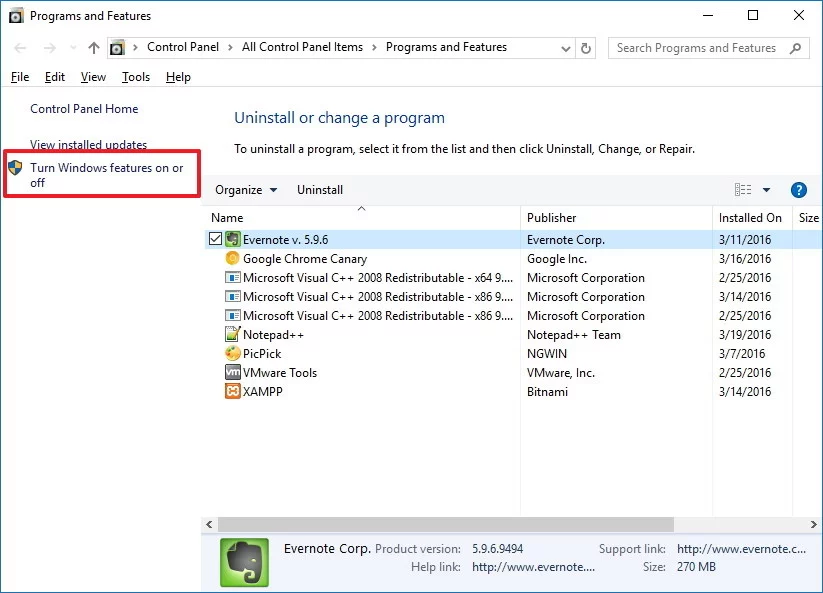 Programs and Features
Control Panel > All Control Panel Items > Programs and Features
Search Programs and Features
File Edit View Tools Help
Control Panel Home
View installed updates
Turn Windows features on or
off
Uninstall or change a program
To uninstall a program, select it from the list and then click Uninstall, Change, or Repair.
Organize Uninstall
?
Name Publisher Installed On Size
Evernote v. 5.9.6 Evernote Corp. 3/11/2016
Google Chrome Canary Google Inc. 3/16/2016
Microsoft Visual C++ 2008 Redistributable - x64 9.... Microsoft Corporation 2/25/2016
Microsoft Visual C++ 2008 Redistributable - x86 9.... Microsoft Corporation 3/14/2016
Microsoft Visual C++ 2008 Redistributable - x86 9.... Microsoft Corporation 2/25/2016
Notepad++ Notepad++ Team 3/19/2016
PicPick NGWIN 3/7/2016
vm VMware Tools VMware, Inc. 2/25/2016
XAMPP Bitnami 3/14/2016
Evernote Corp. Product version: 5.9.6.9494 Support link: http://www.evernote.c...
Help link: http://www.evernote.... Size: 270 MB